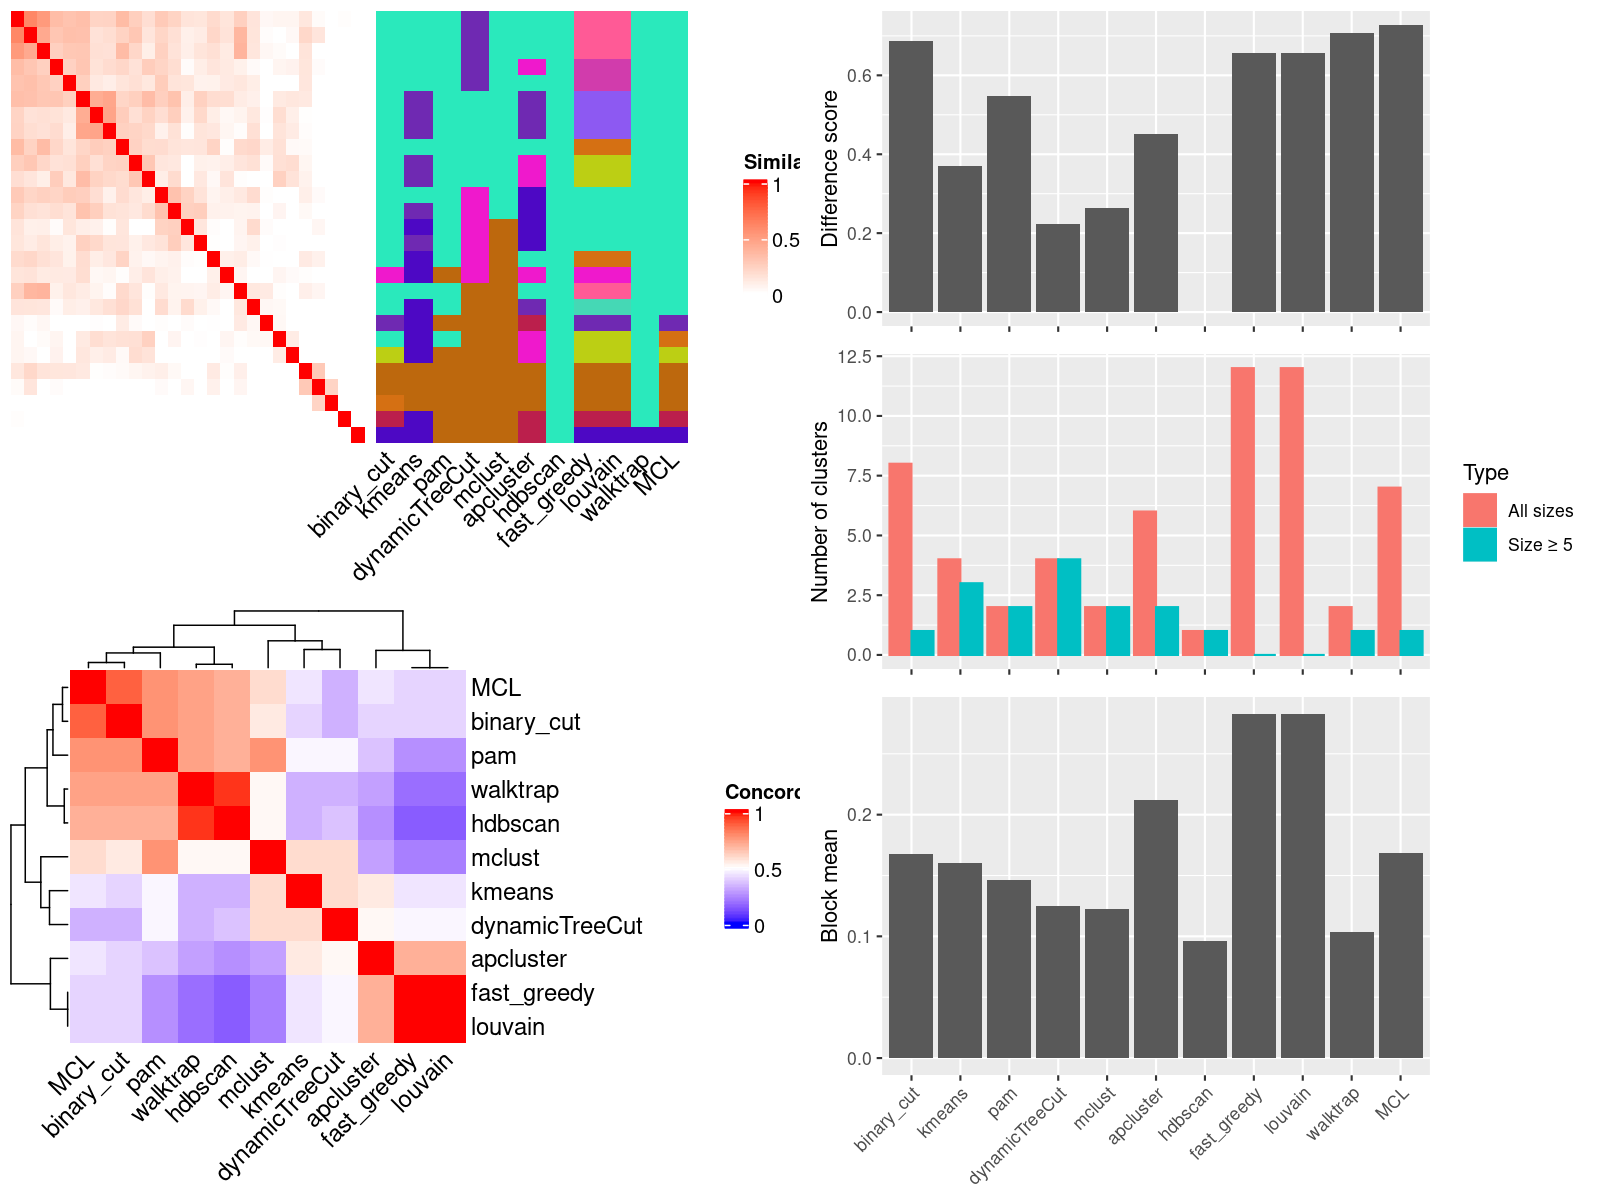 Simila
1
0.5
0
binary_cut
kmeans
pam
dynamicTreeCut
mclust
apcluster
hdbscan
fast_greedy
louvain
walktrap
MCL
MCL
binary_cut
pam
walktrap
hdbscan
mclust
kmeans
dynamicTreeCut
apcluster
fast_greedy
louvain
MCL
binary_cut
pam
walktrap
hdbscan
mclust
kmeans
dynamicTreeCut
apcluster
fast_greedy
louvain
Concord
1
0.5
0
Difference score
0.6
0.4
0.2
0.0
Number of clusters
12.5
10.0
7.5
5.0
2.5
0.0
Type
All sizes
Size ≥ 5
Block mean
0.2
0.1
0.0
binary_cut
kmeans
pam
dynamicTreeCut
mclust
apcluster
hdbscan
fast_greedy
louvain
walktrap
MCL